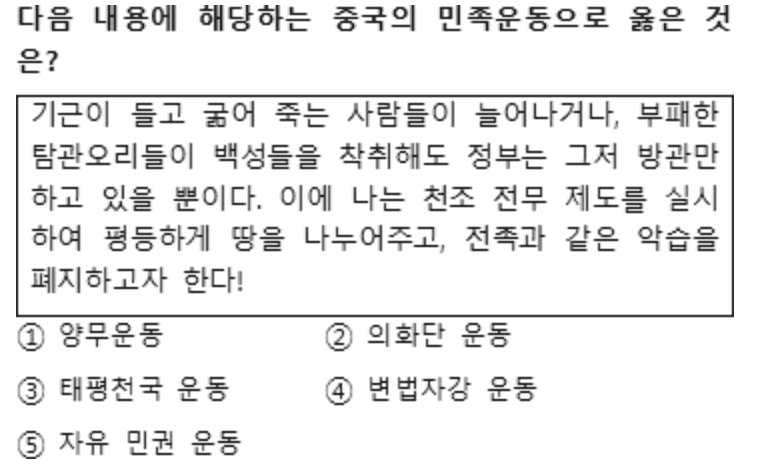 다음 내용에 해당하는 중국의 민족운동으로 옳은 것
은?
기근이 들고 굶어 죽는 사람들이 늘어나거나, 부패한
탐관오리들이 백성들을 착취해도 정부는 그저 방관만
하고 있을 뿐이다. 이에 나는 천조 전무 제도를 실시
하여 평등하게 땅을 나누어주고, 전족과 같은 악습을
폐지하고자 한다!
① 양무운동 ② 의화단 운동
③ 태평천국 운동 ④ 변법자강 운동
⑤ 자유 민권 운동